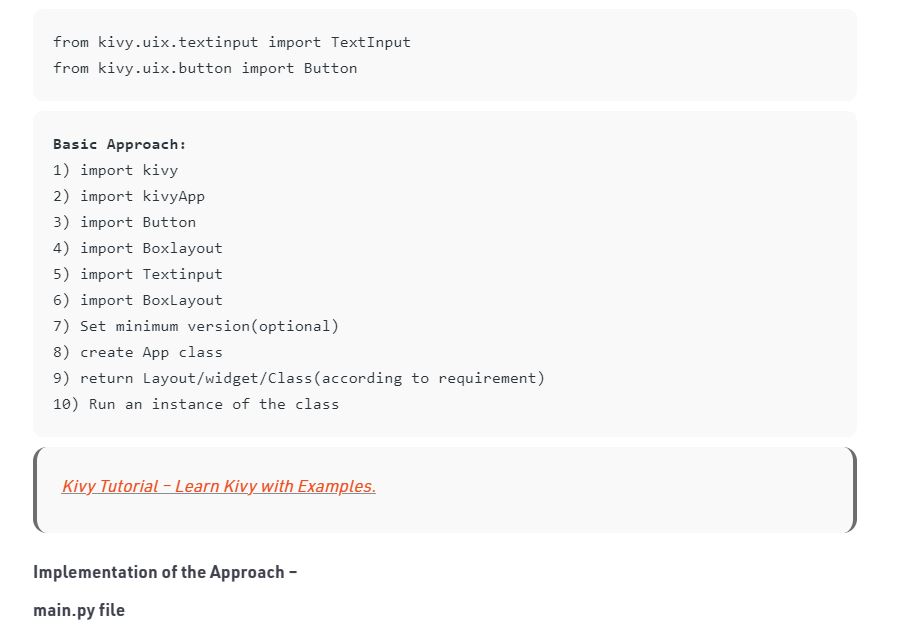 from kivy.uix.textinput import TextInput
from kivy.uix.button import Button
Basic Approach:
1) import kivy
2) import kivyApp
3) import Button
4) import Boxlayout
5) import Textinput
6) import BoxLayout
7) Set minimum version(optional)
8) create App class
9) return Layout/widget/Class(according to requirement)
10) Run an instance of the class
Kivy Tutorial – Learn Kivy with Examples.
Implementation of the Approach –
main.py file